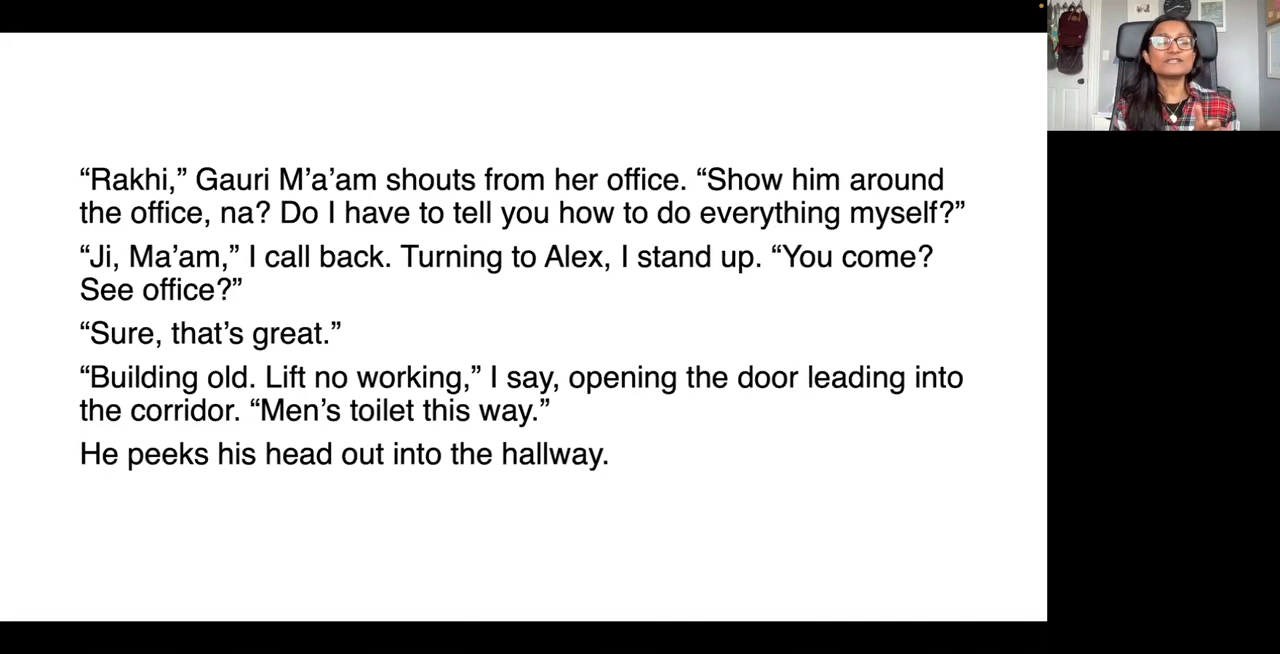 “Rakhi,” Gauri M’a’am shouts from her office. “Show him around
the office, na? Do I have to tell you how to do everything myself?”
“Ji, Ma’am,” I call back. Turning to Alex, I stand up. “You come?
See office?”
“Sure, that’s great.”
“Building old. Lift no working,” I say, opening the door leading into
the corridor. “Men’s toilet this way.”
He peeks his head out into the hallway.